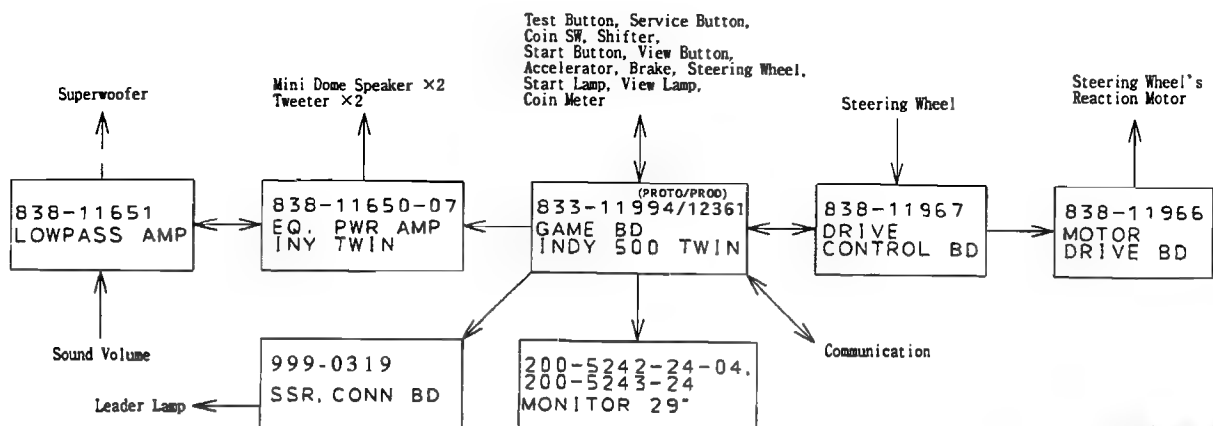 Test Button, Service Button,
Coin SW, Shifter,
Start Button, View Button,
Accelerator, Brake, Steering Wheel,
Start Lamp, View Lamp,
Coin Meter
Superwoofer
Mini Dome Speaker ×2
Tweeter ×2
Steering Wheel
Steering Wheel's
Reaction Motor
838-11651
LOWPASS AMP
838-11650-07
EQ. PWR AMP
INY TWIN
(PROTO/PROD)
833-11994/12361
GAME BD
INDY 500 TWIN
838-11967
DRIVE
CONTROL BD
838-11966
MOTOR
DRIVE BD
Sound Volume
999-0319
SSR, CONN BD
200-5242-24-04,
200-5243-24
MONITOR 29"
Communication
Leader Lamp